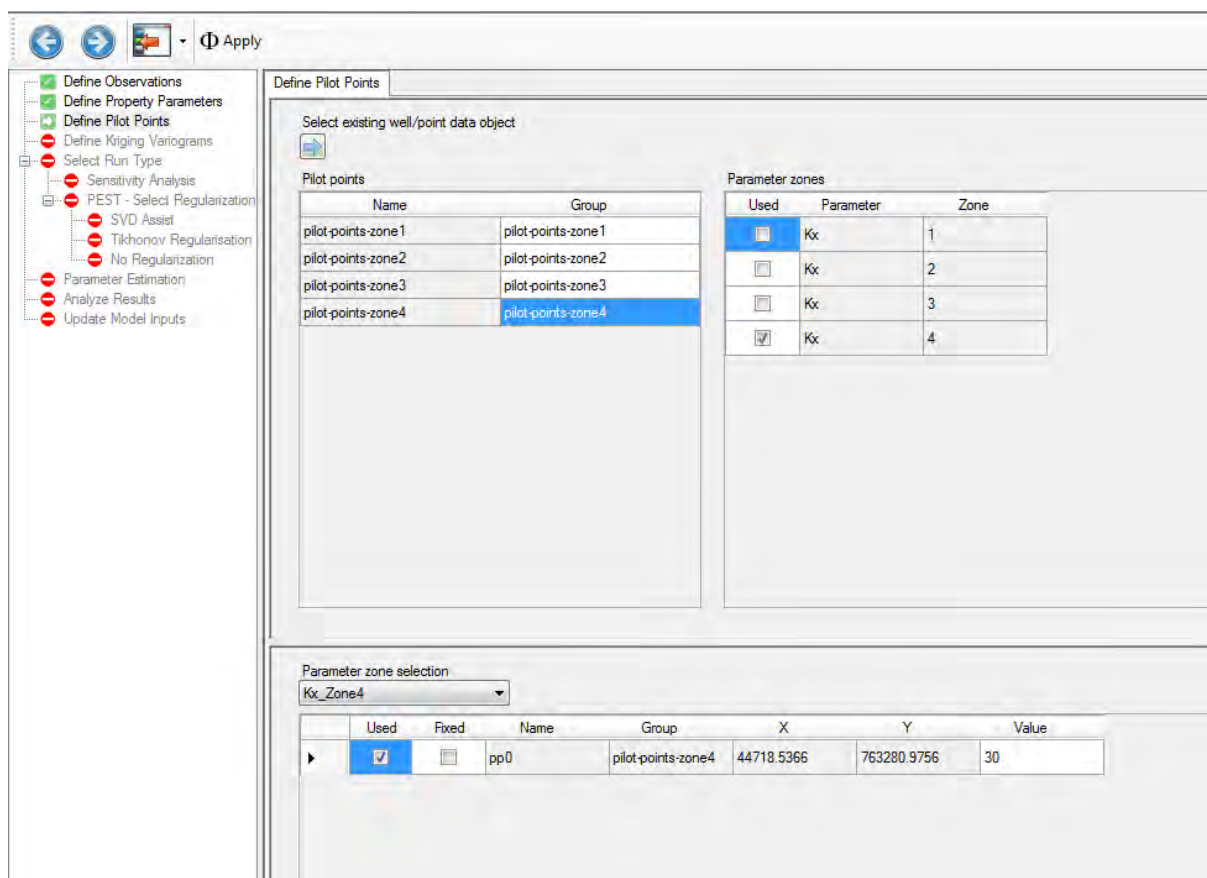 Φ Apply
Define Observations
Define Property Parameters
Define Pilot Points
Define Kriging Variograms
Select Run Type
Sensitivity Analysis
PEST - Select Regularization
SVD Assist
Tikhonov Regularisation
No Regularization
Parameter Estimation
Analyze Results
Update Model Inputs
Define Pilot Points
Select existing well/point data object
Pilot points
Name Group
pilot-points-zone1 pilot-points-zone1
pilot-points-zone2 pilot-points-zone2
pilot-points-zone3 pilot-points-zone3
pilot-points-zone4 pilot-points-zone4
Parameter zones
Used Parameter Zone
Kx 1
Kx 2
Kx 3
Kx 4
Parameter zone selection
Kx_Zone4
Used Fixed Name Group X Y Value
pp0 pilot-points-zone4 44718.5366 763280.9756 30